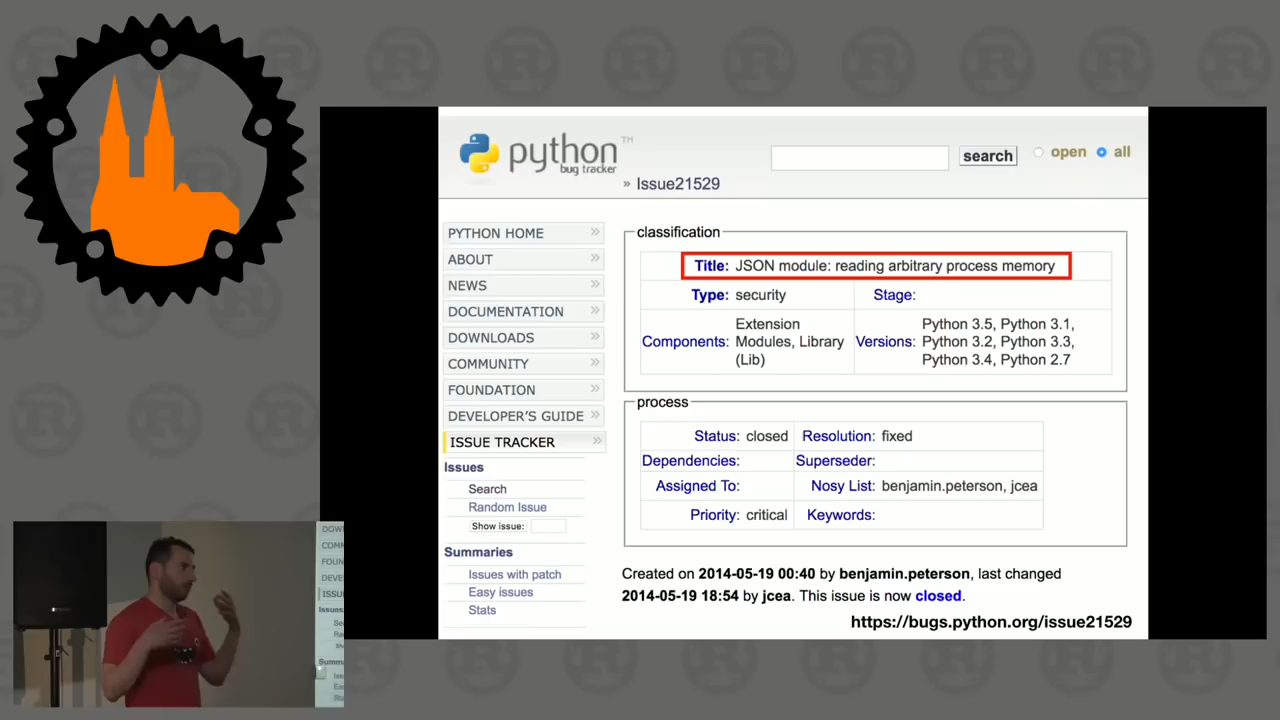 python™
bug tracker
» Issue21529
search
open
all
PYTHON HOME »
ABOUT »
NEWS »
DOCUMENTATION »
DOWNLOADS »
COMMUNITY »
FOUNDATION »
DEVELOPER'S GUIDE »
ISSUE TRACKER »
Issues
Search
Random Issue
Show issue:
Summaries
Issues with patch
Easy issues
Stats
classification
Title: JSON module: reading arbitrary process memory
Type: security
Stage:
Components: Extension Modules, Library (Lib)
Versions: Python 3.5, Python 3.1, Python 3.2, Python 3.3, Python 3.4, Python 2.7
process
Status: closed
Resolution: fixed
Dependencies:
Superseder:
Assigned To:
Nosy List: benjamin.peterson, jcea
Priority: critical
Keywords:
Created on 2014-05-19 00:40 by benjamin.peterson, last changed
2014-05-19 18:54 by jcea. This issue is now closed.
https://bugs.python.org/issue21529